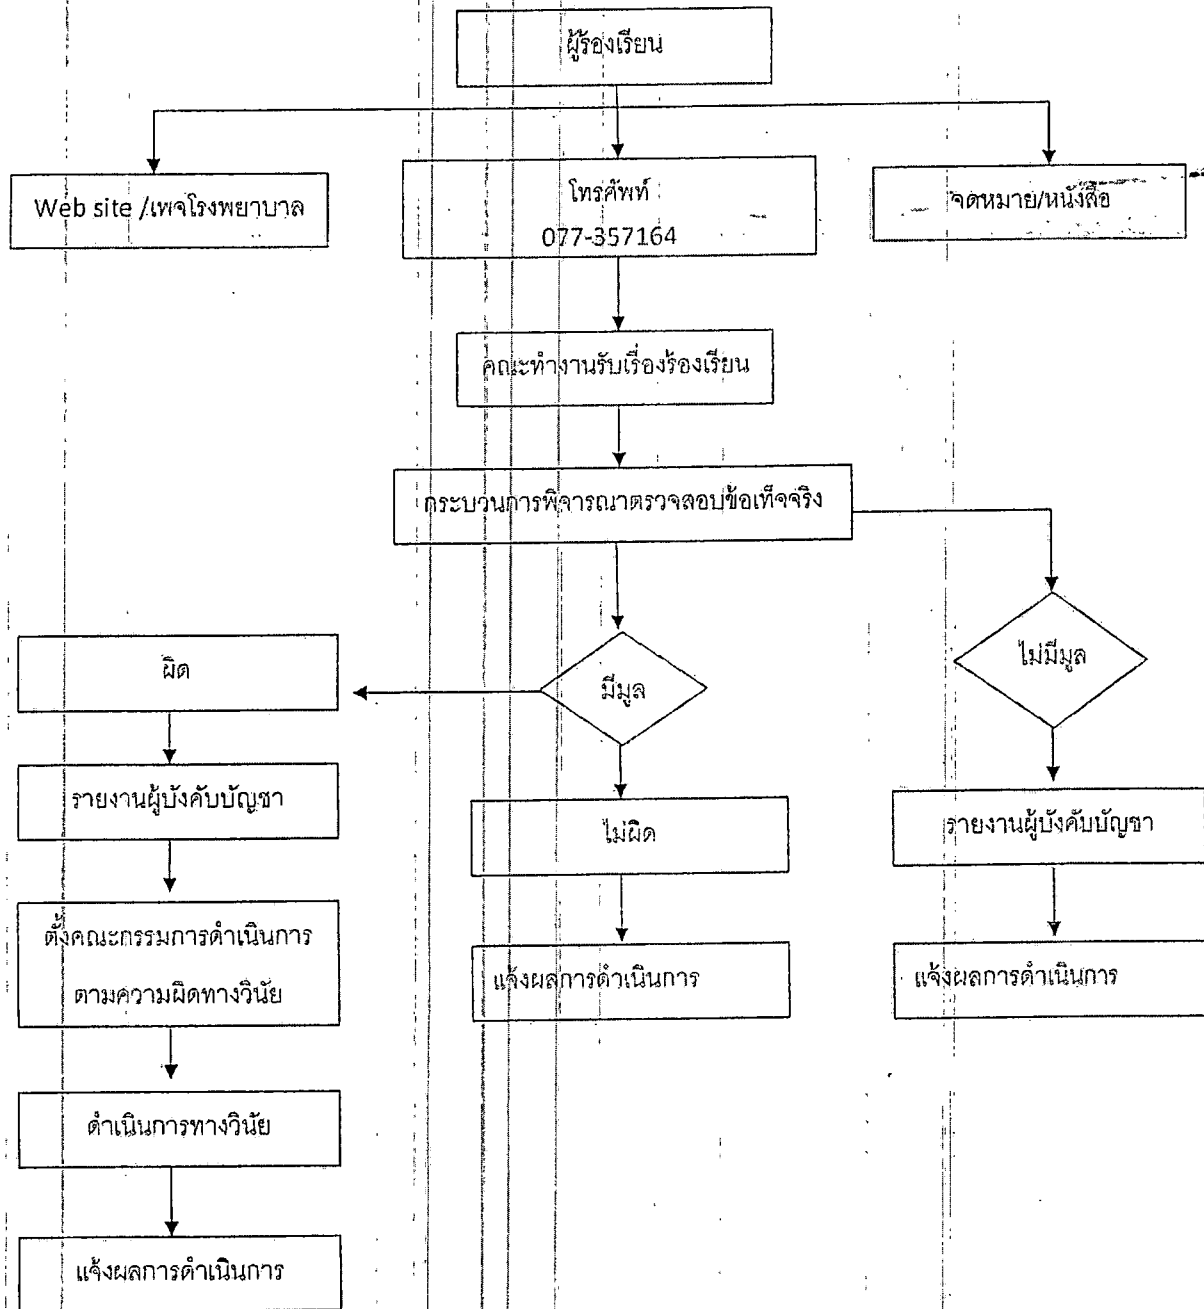 ผู้ร้องเรียน
Web site /เพจโรงพยาบาล
โทรศัพท์
077-357164
จดหมาย/หนังสือ
คณะทำงานรับเรื่องร้องเรียน
กระบวนการพิจารณาตรวจสอบข้อเท็จจริง
ผิด
มีมูล
ไม่มีมูล
รายงานผู้บังคับบัญชา
ไม่ผิด
รายงานผู้บังคับบัญชา
ตั้งคณะกรรมการดำเนินการ
ตามความผิดทางวินัย
แจ้งผลการดำเนินการ
แจ้งผลการดำเนินการ
ดำเนินการทางวินัย
แจ้งผลการดำเนินการ